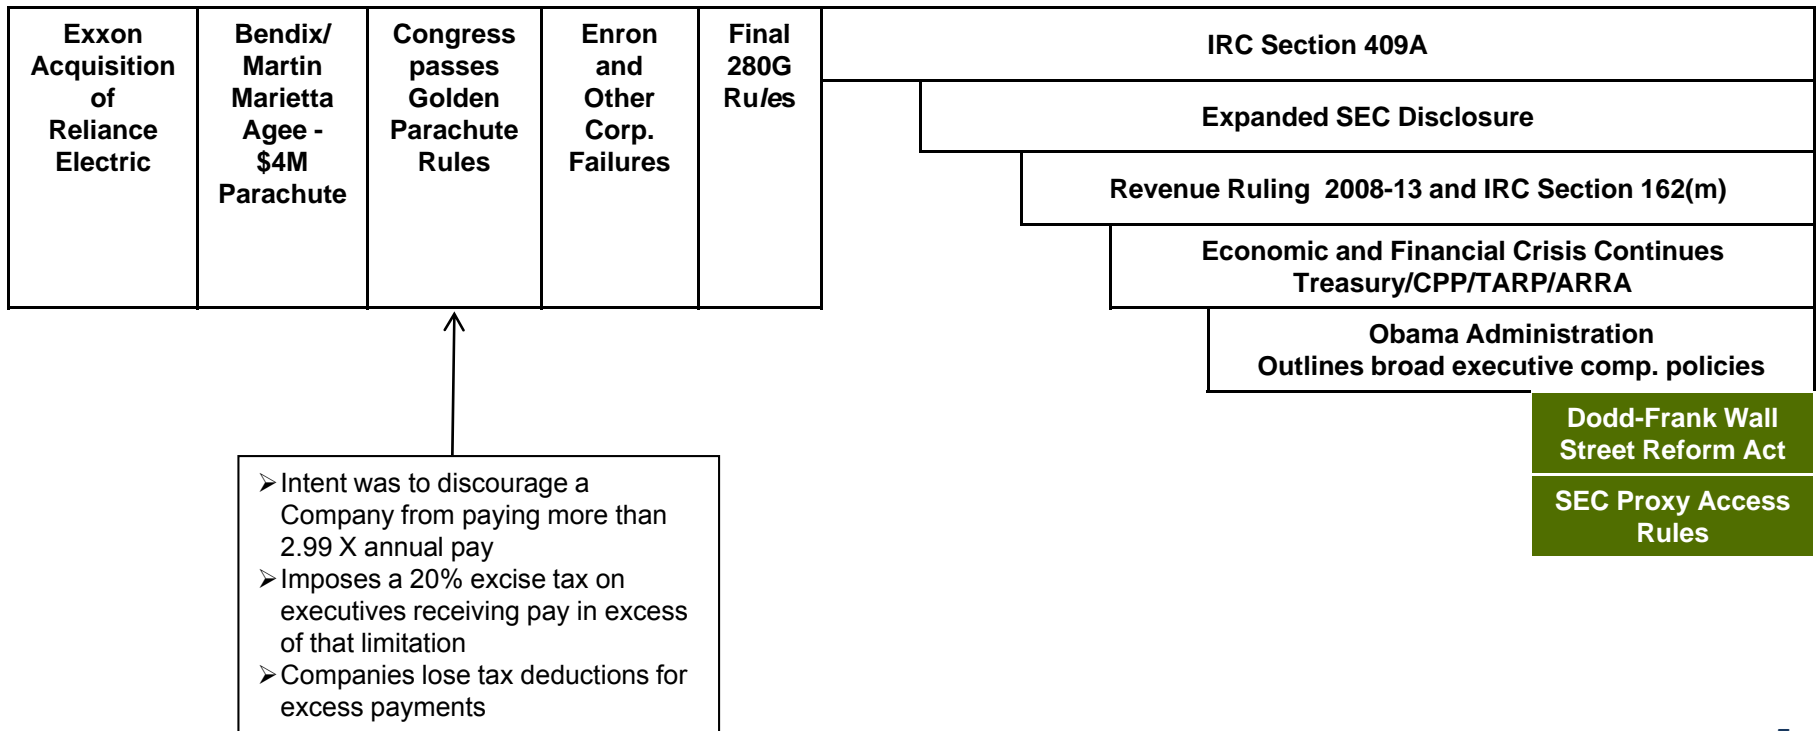 Exxon
Acquisition
of
Reliance
Electric
Bendix/
Martin
Marietta
Agee -
$4M
Parachute
Congress
passes
Golden
Parachute
Rules
Enron
and
Other
Corp.
Failures
Final
280G
Rules
IRC Section 409A
Expanded SEC Disclosure
Revenue Ruling 2008-13 and IRC Section 162(m)
Economic and Financial Crisis Continues
Treasury/CPP/TARP/ARRA
Obama Administration
Outlines broad executive comp. policies
Dodd-Frank Wall
Street Reform Act
SEC Proxy Access
Rules
➢Intent was to discourage a
Company from paying more than
2.99 X annual pay
➢Imposes a 20% excise tax on
executives receiving pay in excess
of that limitation
➢Companies lose tax deductions for
excess payments